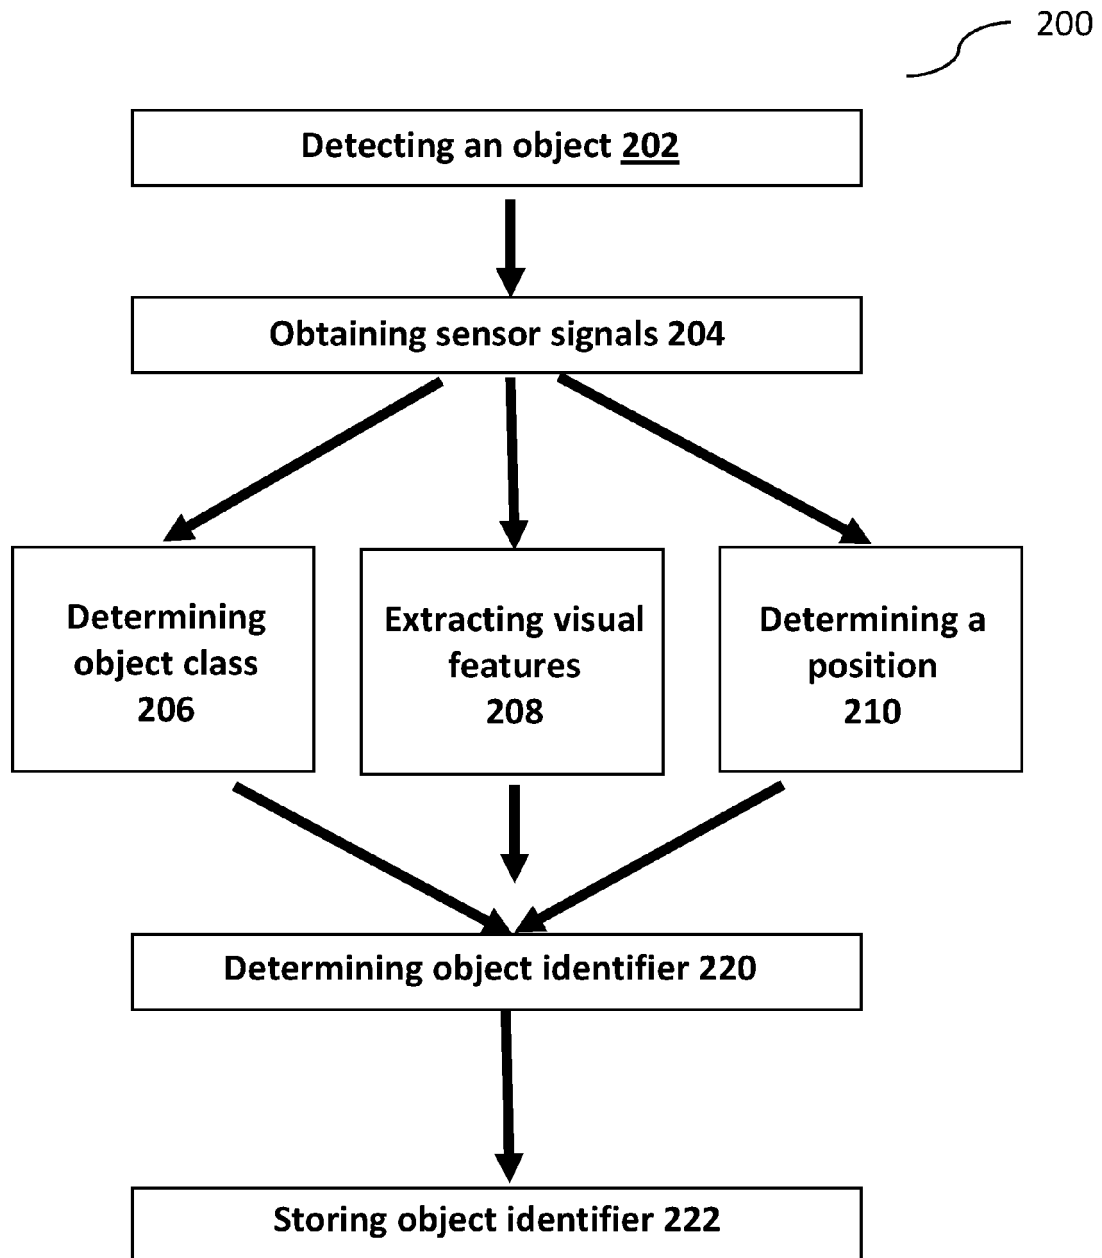 200
Detecting an object 202
Obtaining sensor signals 204
Determining
object class
206
Extracting visual
features
208
Determining a
position
210
Determining object identifier 220
Storing object identifier 222